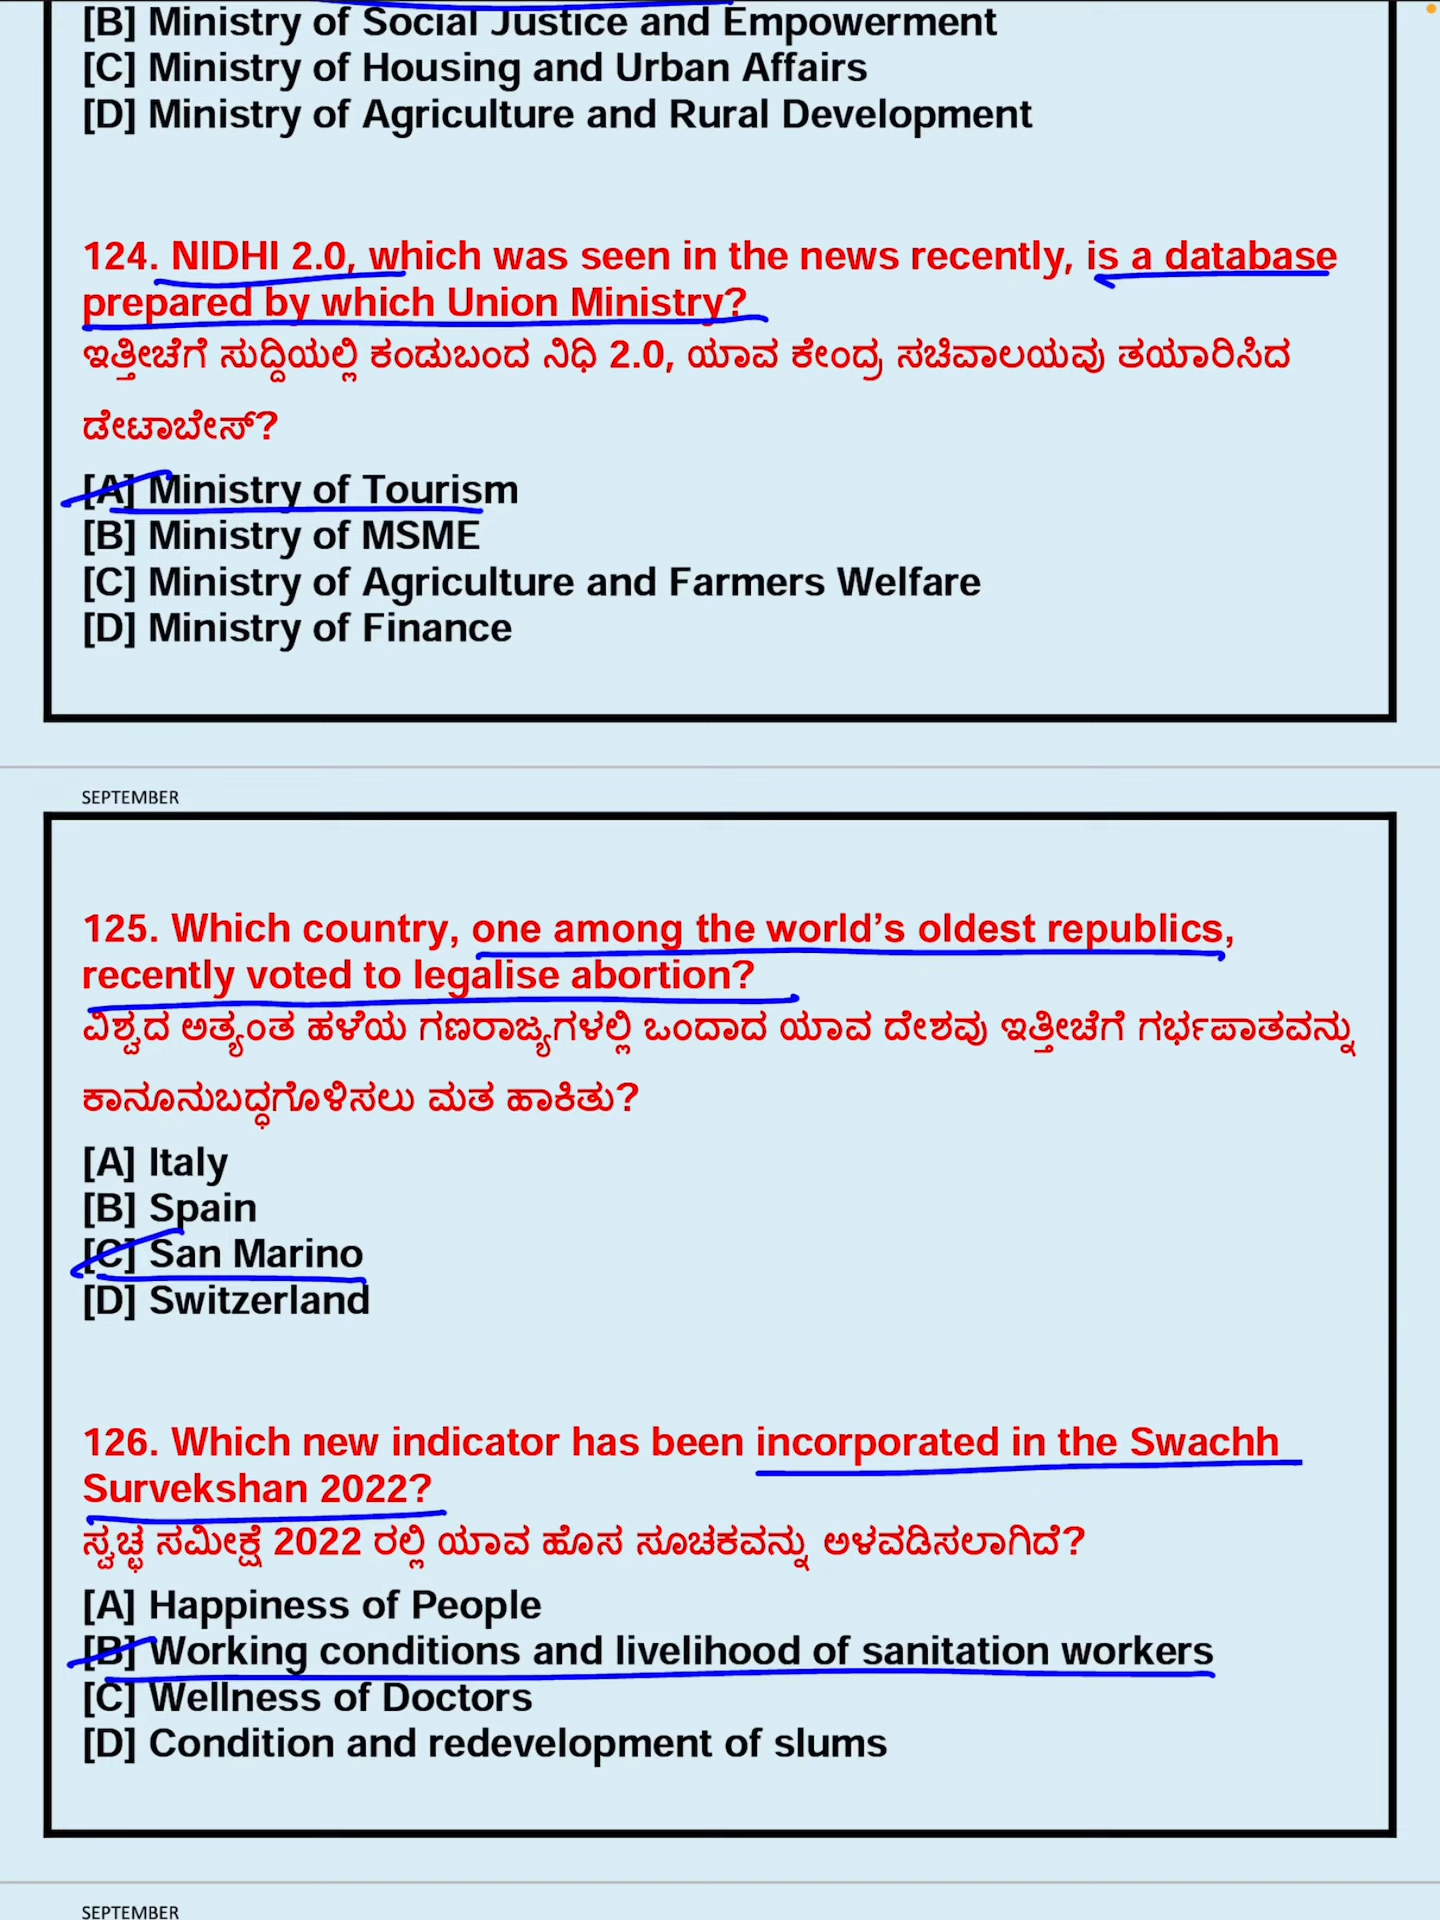 [B] Ministry of Social Justice and Empowerment
[C] Ministry of Housing and Urban Affairs
[D] Ministry of Agriculture and Rural Development
124. NIDHI 2.0, which was seen in the news recently, is a database
prepared by which Union Ministry?
ಇತ್ತೀಚೆಗೆ ಸುದ್ದಿಯಲ್ಲಿ ಕಂಡುಬಂದ ನಿಧಿ 2.0, ಯಾವ ಕೇಂದ್ರ ಸಚಿವಾಲಯವು ತಯಾರಿಸಿದ
ಡೇಟಾಬೇಸ್?
[A] Ministry of Tourism
[B] Ministry of MSME
[C] Ministry of Agriculture and Farmers Welfare
[D] Ministry of Finance
SEPTEMBER
125. Which country, one among the world’s oldest republics,
recently voted to legalise abortion?
ವಿಶ್ವದ ಅತ್ಯಂತ ಹಳೆಯ ಗಣರಾಜ್ಯಗಳಲ್ಲಿ ಒಂದಾದ ಯಾವ ದೇಶವು ಇತ್ತೀಚೆಗೆ ಗರ್ಭಪಾತವನ್ನು
ಕಾನೂನುಬದ್ಧಗೊಳಿಸಲು ಮತ ಹಾಕಿತು?
[A] Italy
[B] Spain
[C] San Marino
[D] Switzerland
126. Which new indicator has been incorporated in the Swachh
Survekshan 2022?
ಸ್ವಚ್ಛ ಸಮೀಕ್ಷೆ 2022 ರಲ್ಲಿ ಯಾವ ಹೊಸ ಸೂಚಕವನ್ನು ಅಳವಡಿಸಲಾಗಿದೆ?
[A] Happiness of People
[B] Working conditions and livelihood of sanitation workers
[C] Wellness of Doctors
[D] Condition and redevelopment of slums
SEPTEMBER